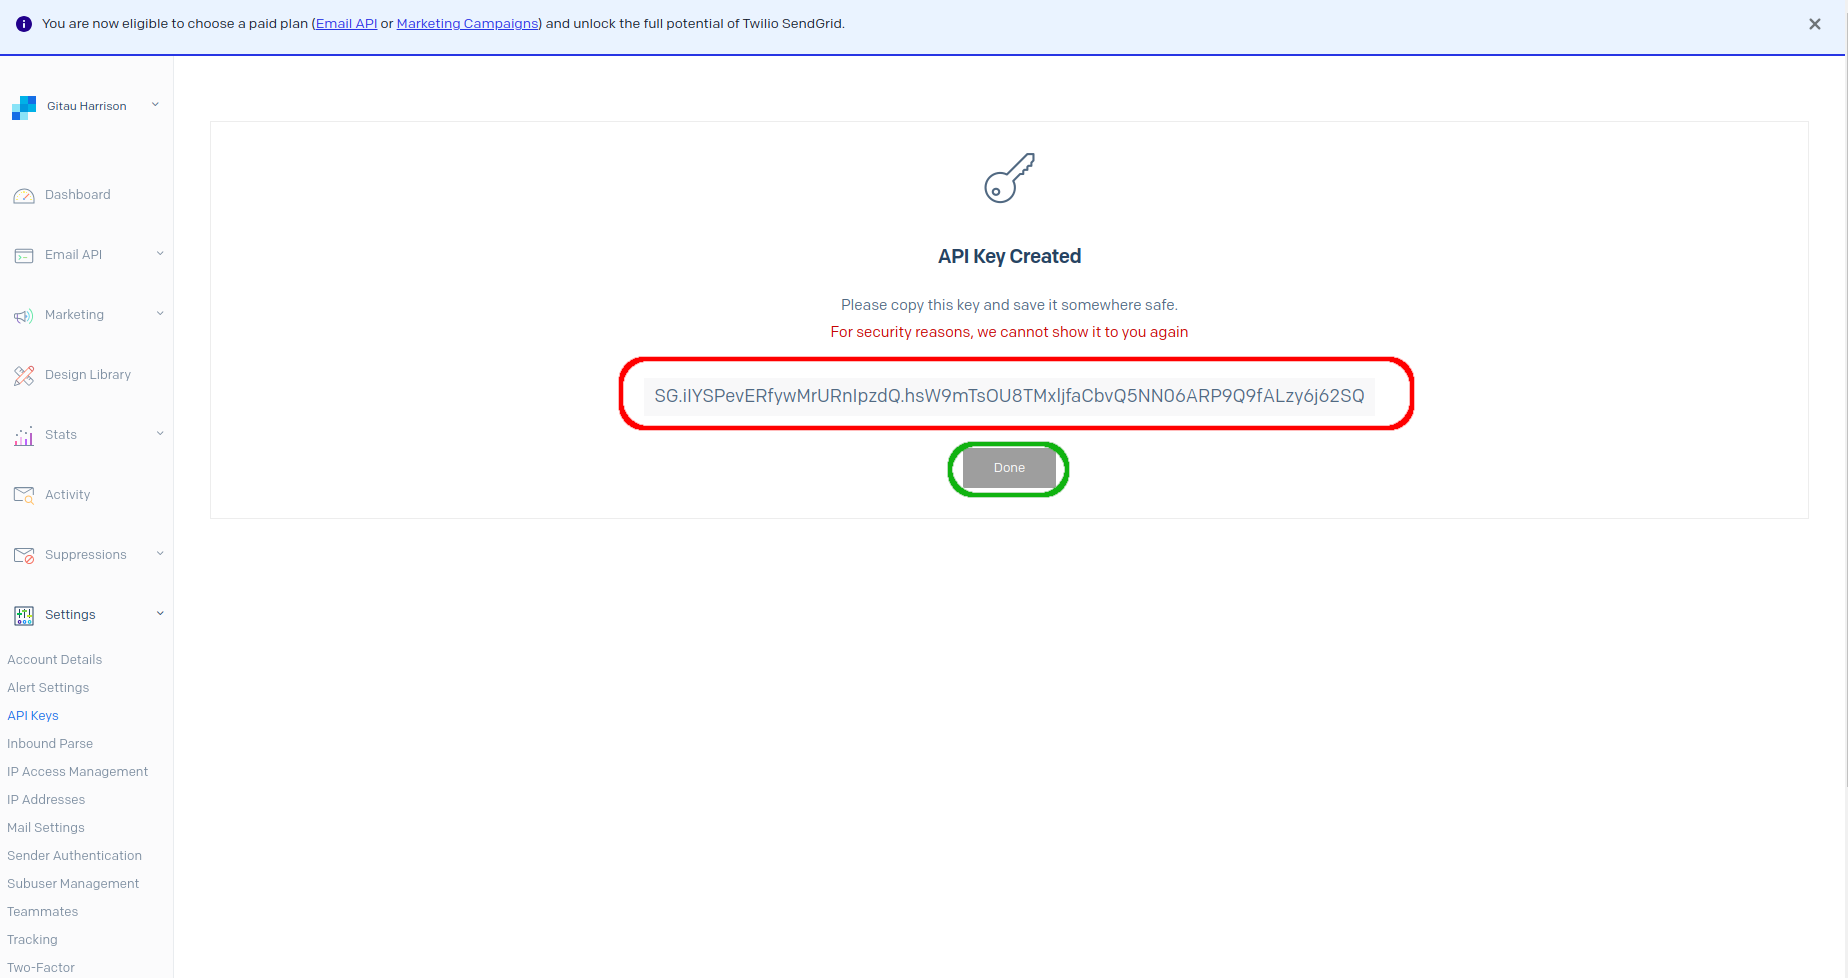 You are now eligible to choose a paid plan (Email API or Marketing Campaigns) and unlock the full potential of Twilio SendGrid.
Gitau Harrison
Dashboard
Email API
Marketing
Design Library
Stats
Activity
Suppressions
Settings
Account Details
Alert Settings
API Keys
Inbound Parse
IP Access Management
IP Addresses
Mail Settings
Sender Authentication
Subuser Management
Teammates
Tracking
Two-Factor
API Key Created
Please copy this key and save it somewhere safe.
For security reasons, we cannot show it to you again
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
Done